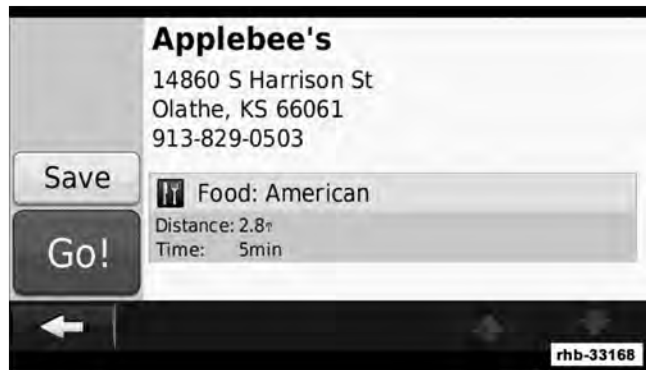 Applebee's
14860 S Harrison St
Olathe, KS 66061
913-829-0503
Save
Food: American
Distance: 2.8
Time: 5min
Go!
rhb-33168